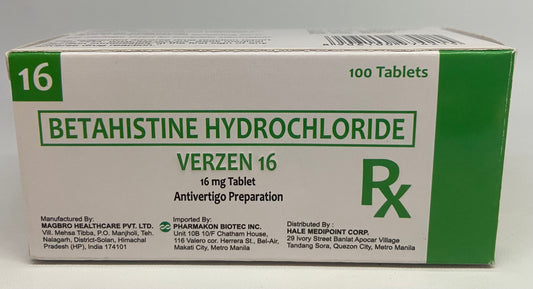 16
100 Tablets
BETAHISTINE HYDROCHLORIDE
VERZEN 16
16 mg Tablet
Antivertigo Preparation
Rx
Manufactured By:
MAGBRO HEALTHCARE PVT. LTD.
Vill. Mehsa Tibba, P.O. Manjholi, Teh.
Nalagarh, District-Solan, Himachal
Pradesh (HP), India 174101
Imported By:
PHARMAKON BIOTEC INC.
Unit 10B 10/F Chatham House,
116 Valero cor. Herrera St., Bel-Air,
Makati City, Metro Manila
Distributed By :
HALE MEDIPOINT CORP.
29 Ivory Street Banlat Apocar Village
Tandang Sora, Quezon City, Metro Manila